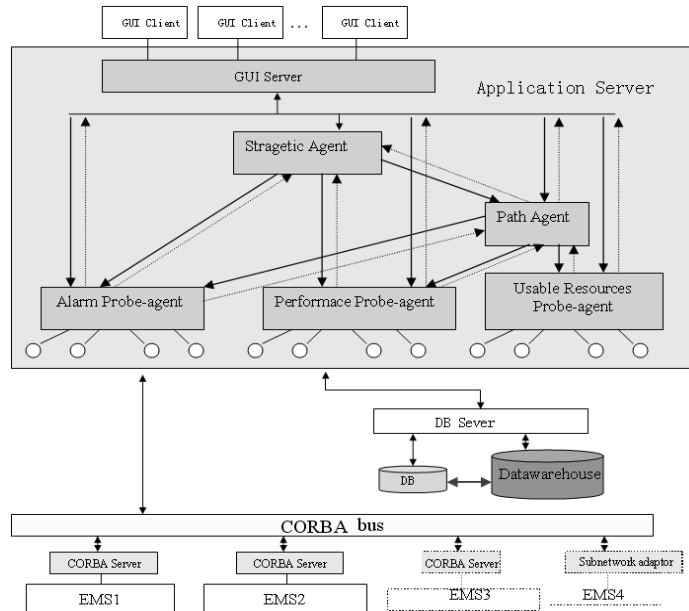 GUI Client GUI Client ... GUI Client
GUI Server
Application Server
Stragetic Agent
Path Agent
Alarm Probe-agent
Performace Probe-agent
Usable Resources
Probe-agent
DB Sever
DB
Datawarehouse
CORBA bus
CORBA Server
CORBA Server
CORBA Server
Subnetwork adaptor
EMS1
EMS2
EMS3
EMS4